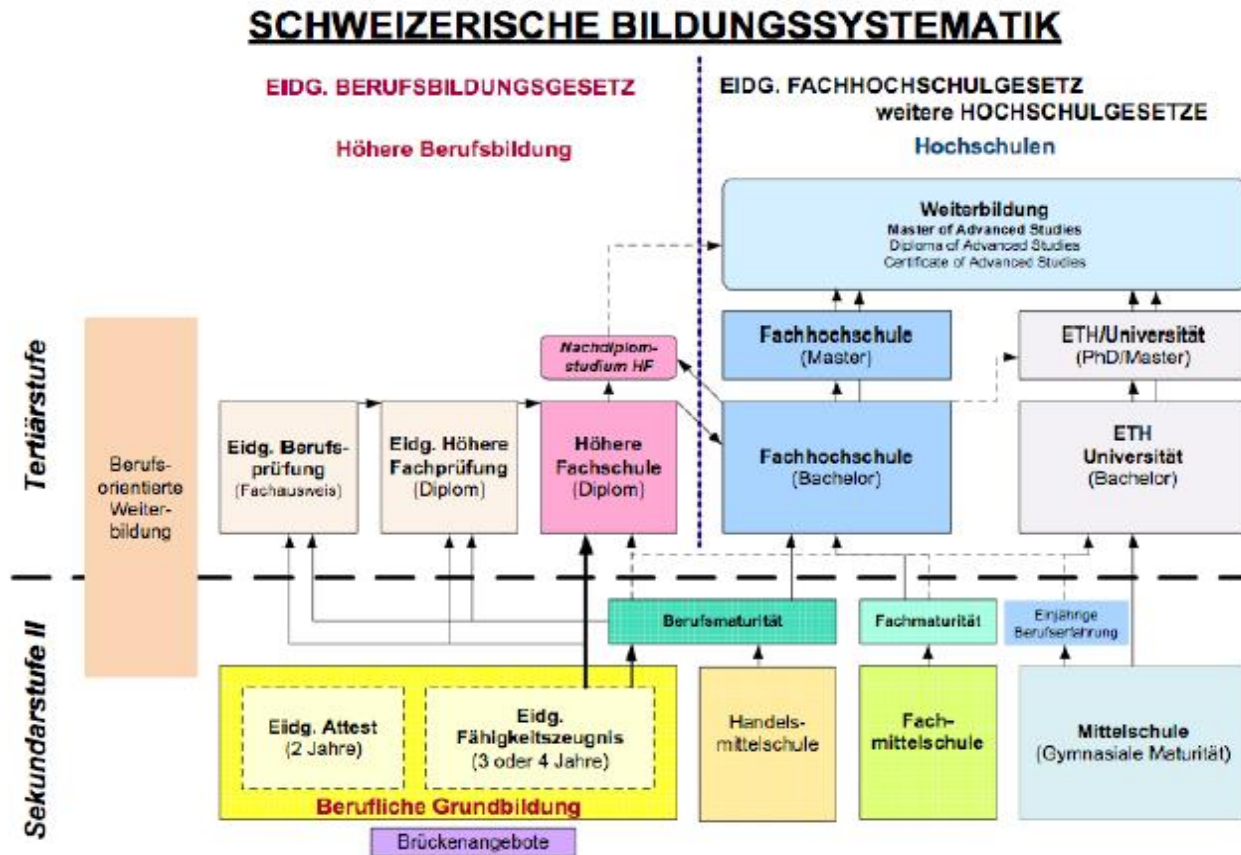 SCHWEIZERISCHE BILDUNGSSYSTEMATIK
EIDG. BERUFSBILDUNGSGESETZ
EIDG. FACHHOCHSCHULGESETZ
weitere HOCHSCHULGESETZE
Höhere Berufsbildung
Hochschulen
Weiterbildung
Master of Advanced Studies
Diploma of Advanced Studies
Certificate of Advanced Studies
Tertiärstufe
Berufs-
orientierte
Weiter-
bildung
Nachdiplom-
studium HF
Fachhochschule
(Master)
ETH/Universität
(PhD/Master)
Eidg. Berufs-
prüfung
(Fachausweis)
Eidg. Höhere
Fachprüfung
(Diplom)
Höhere
Fachschule
(Diplom)
Fachhochschule
(Bachelor)
ETH
Universität
(Bachelor)
Sekundarstufe II
Berufsmaturität
Fachmaturität
Einjährige
Berufserfahrung
Eiidg. Attest
(2 Jahre)
Eidg.
Fähigkeitszeugnis
(3 oder 4 Jahre)
Berufliche Grundbildung
Handels-
mittelschule
Fach-
mittelschule
Mittelschule
(Gymnasiale Maturität)
Brückenangebote